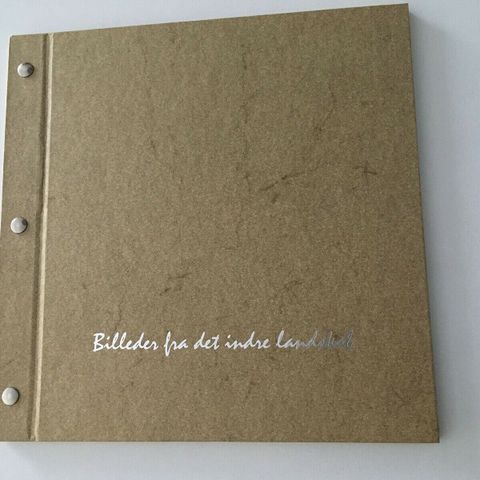 Billeder fra det indre landskab